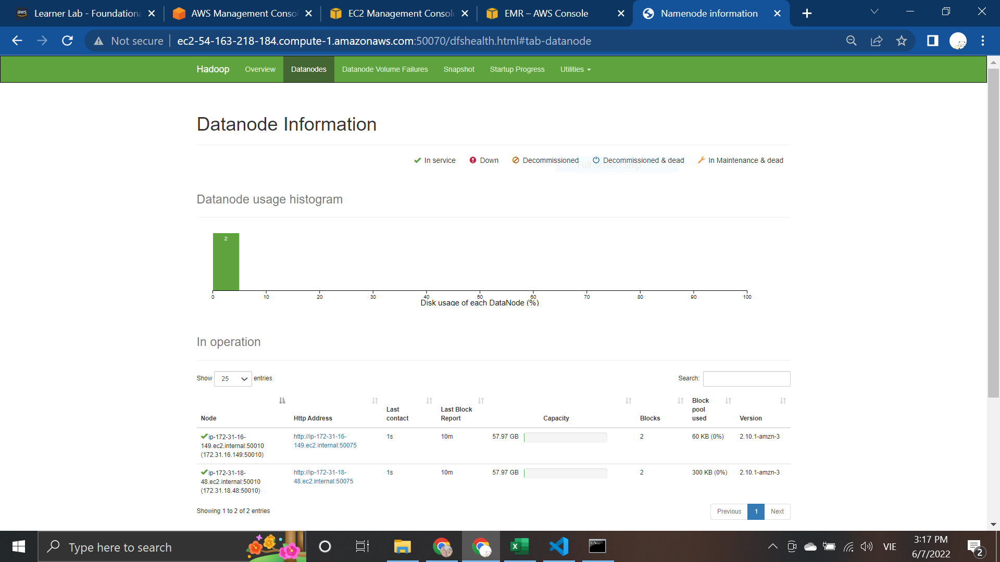 Learner Lab - Foundationa
AWS Management Consol
EC2 Management Console
EMR – AWS Console
Namenode information
Not secure
ec2-54-163-218-184.compute-1.amazonaws.com:50070/dfshealth.html#tab-datanode
Hadoop
Overview
Datanodes
Datanode Volume Failures
Snapshot
Startup Progress
Utilities
Datanode Information
In service
Down
Decommissioned
Decommissioned & dead
In Maintenance & dead
Full-screen Snip
Datanode usage histogram
2
0 10 20 30 40 50 60 70 80 90 100
Disk usage of each DataNode (%)
In operation
Show 25 entries
Search:
Node
Http Address
Last
contact
Last Block
Report
Capacity
Blocks
Block
pool
used
Version
ip-172-31-16-
149.ec2.internal:50010
(172.31.16.149:50010)
http://ip-172-31-16-
149.ec2.internal:50075
1s
10m
57.97 GB
2
60 KB (0%)
2.10.1-amzn-3
ip-172-31-18-
48.ec2.internal:50010
(172.31.18.48:50010)
http://ip-172-31-18-
48.ec2.internal:50075
1s
10m
57.97 GB
2
300 KB (0%)
2.10.1-amzn-3
Showing 1 to 2 of 2 entries
Previous
1
Next
Type here to search
VIE
3:17 PM
6/7/2022
2